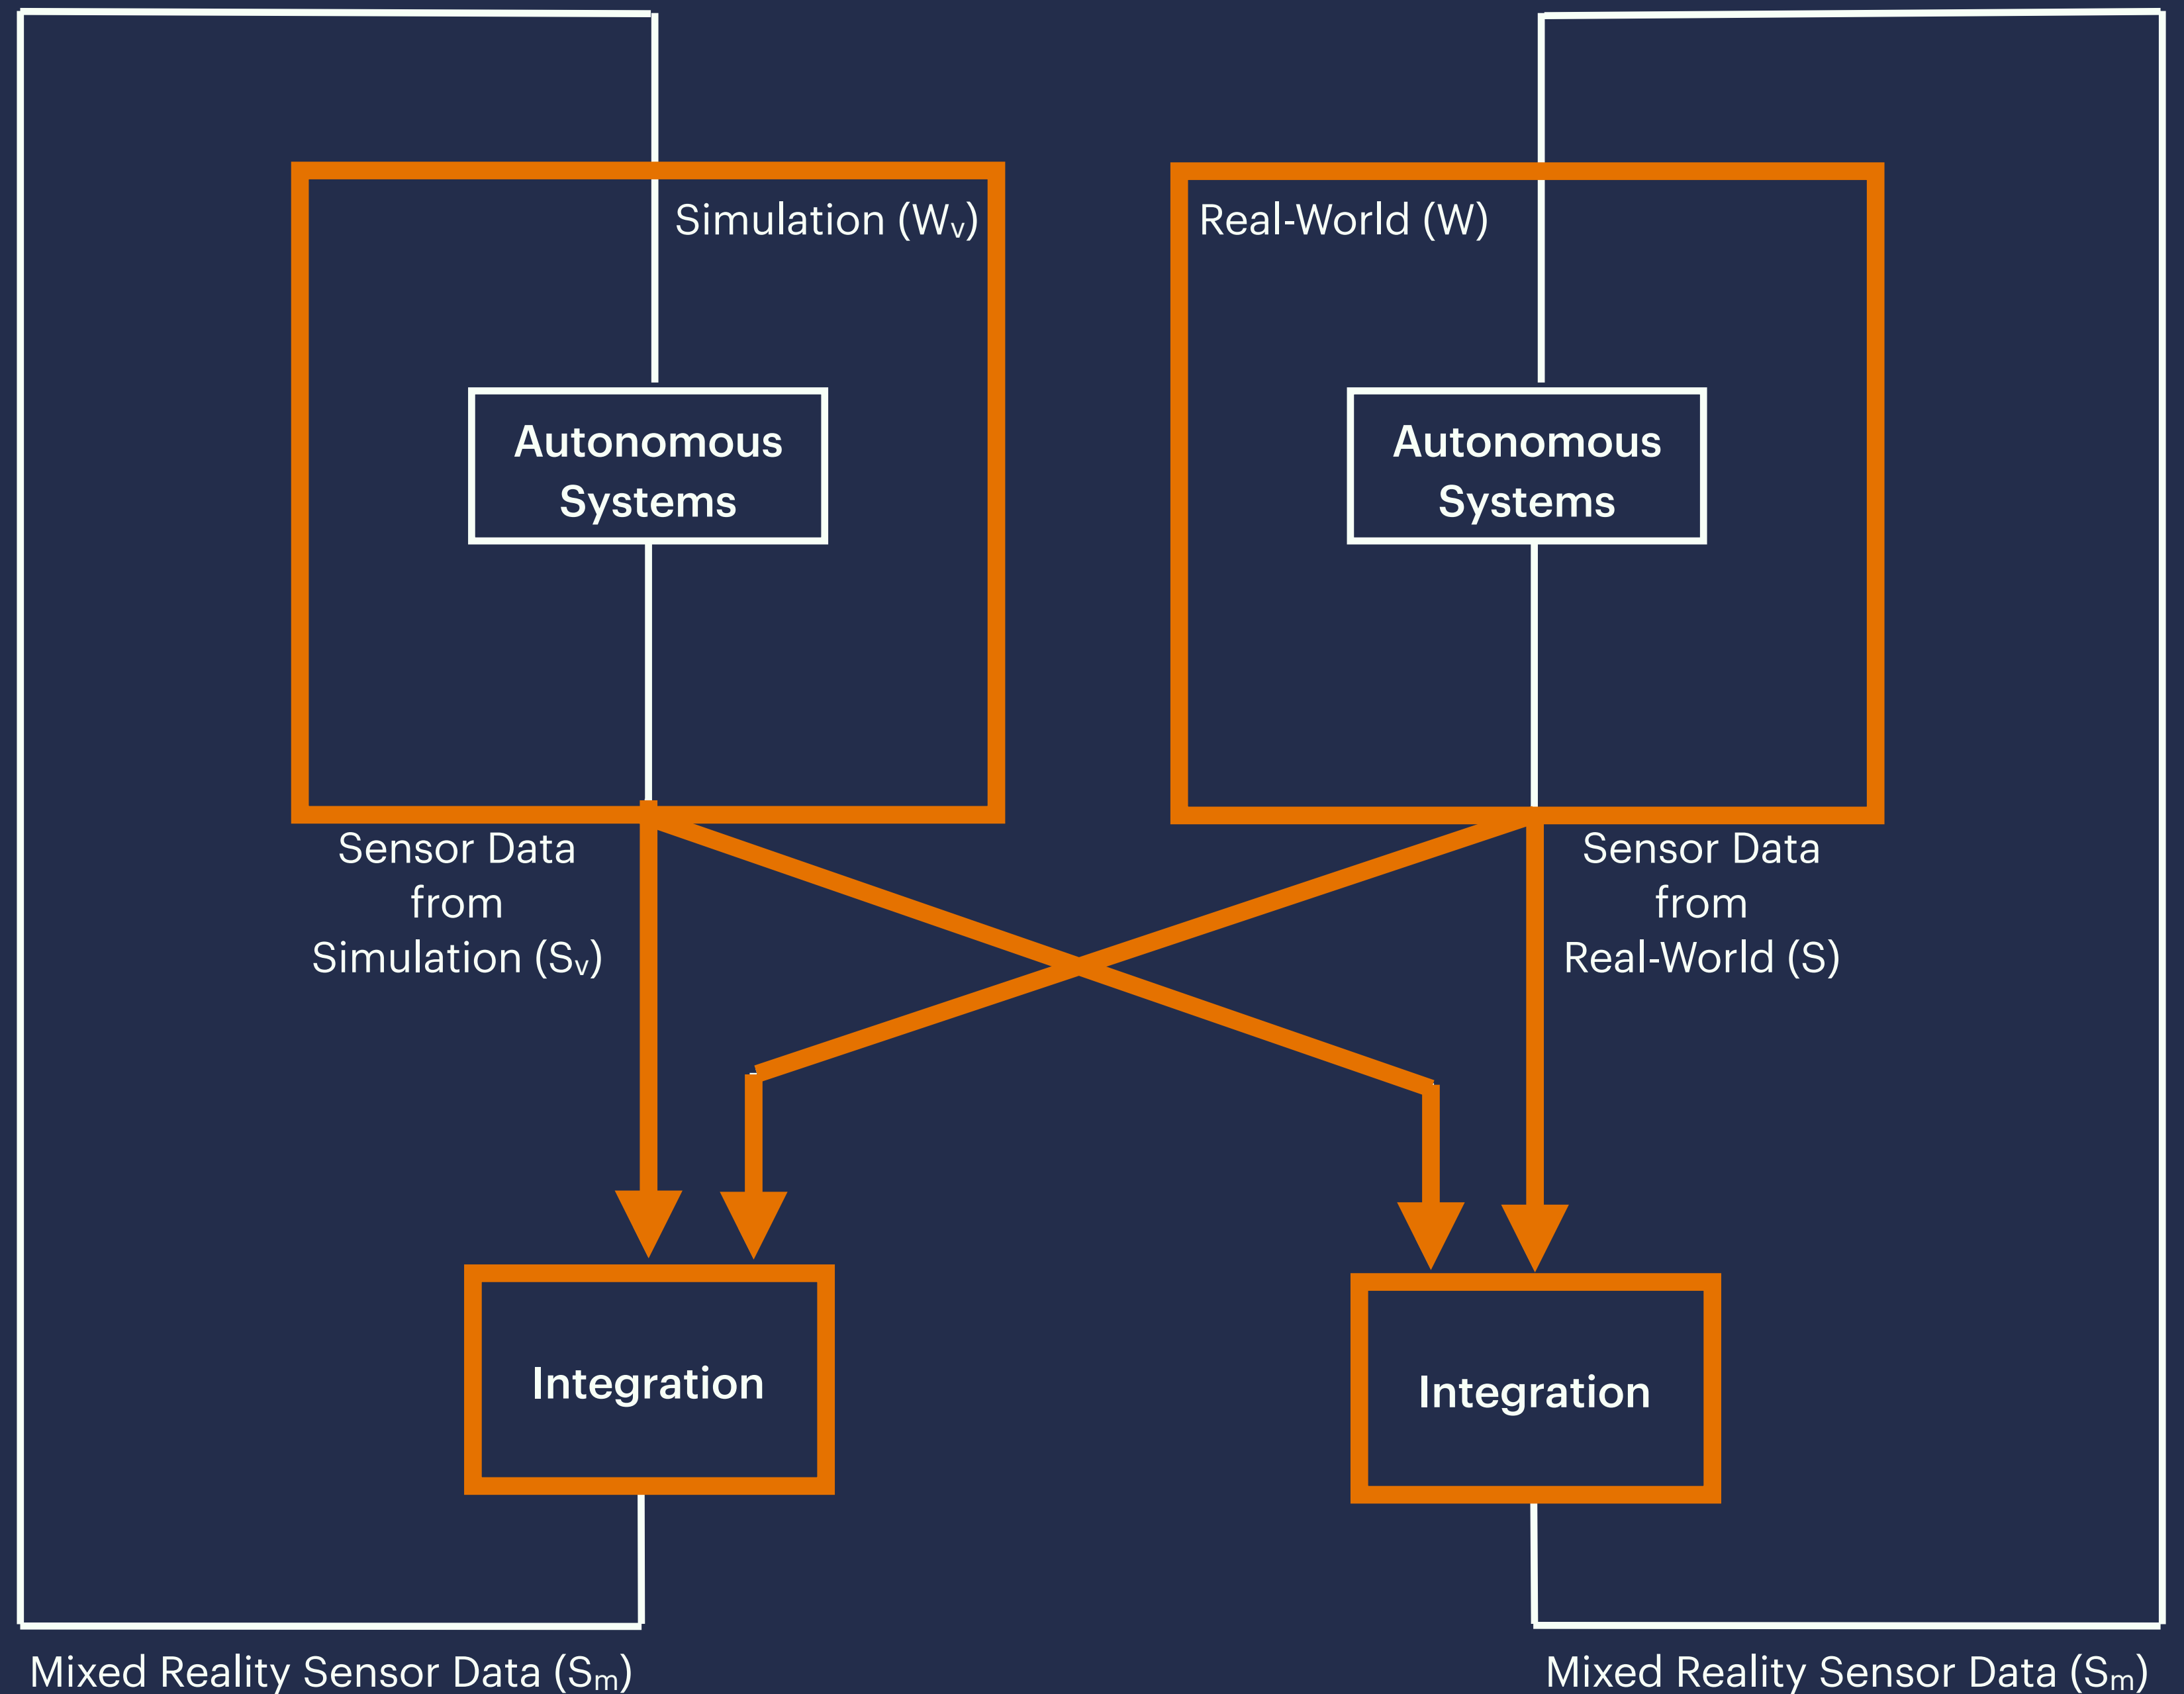 Simulation (Wᵥ)
Real-World (W)
Autonomous
Systems
Autonomous
Systems
Sensor Data
from
Simulation (Sᵥ)
Sensor Data
from
Real-World (S)
Integration
Integration
Mixed Reality Sensor Data (Sₘ)
Mixed Reality Sensor Data (Sₘ)